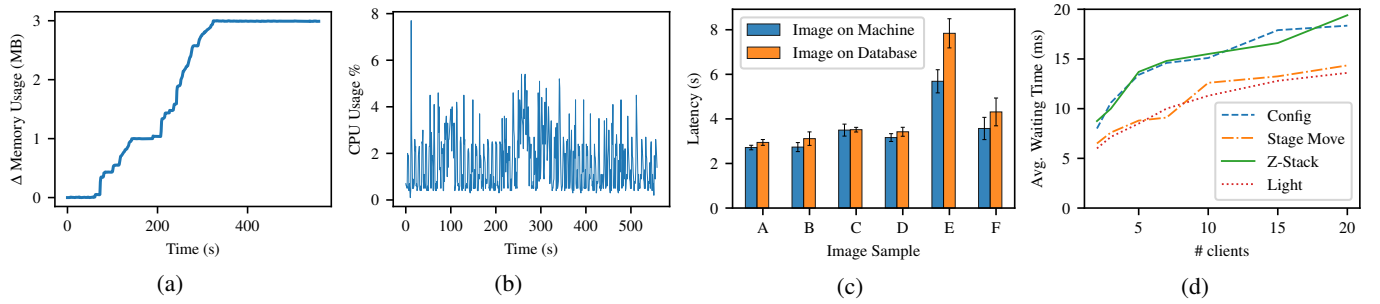 Δ Memory Usage (MB)
3
2
1
0
0
200
400
Time (s)
(a)
CPU Usage %
8
6
4
2
0
0
100
200
300
400
500
Time (s)
(b)
Latency (s)
8
6
4
2
0
Image on Machine
Image on Database
A
B
C
D
E
F
Image Sample
(c)
Avg. Waiting Time (ms)
20
15
10
5
0
Config
Stage Move
Z-Stack
Light
5
10
15
20
# clients
(d)